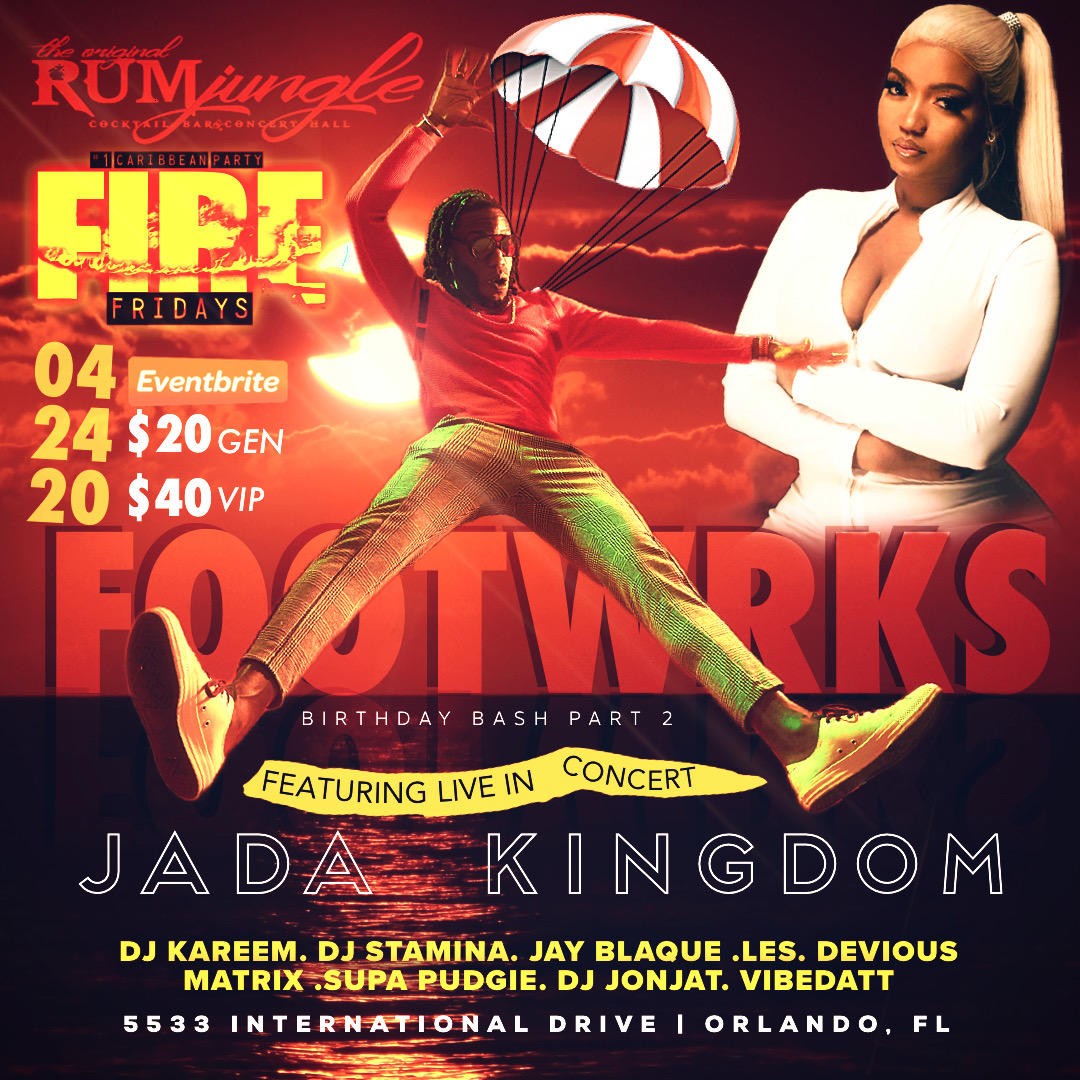 the original
RUMjungle
COCKTAIL BAR & CONCERT HALL
#1 CARIBBEAN PARTY
FIRE
FRIDAYS
04 Eventbrite
24 $20 GEN
20 $40 VIP
FOOTWRKS
BIRTHDAY BASH PART 2
FEATURING LIVE IN CONCERT
JADA KINGDOM
DJ KAREEM. DJ STAMINA. JAY BLAQUE .LES. DEVIOUS
MATRIX .SUPA PUDGIE. DJ JONJAT. VIBEDATT
5533 INTERNATIONAL DRIVE | ORLANDO, FL